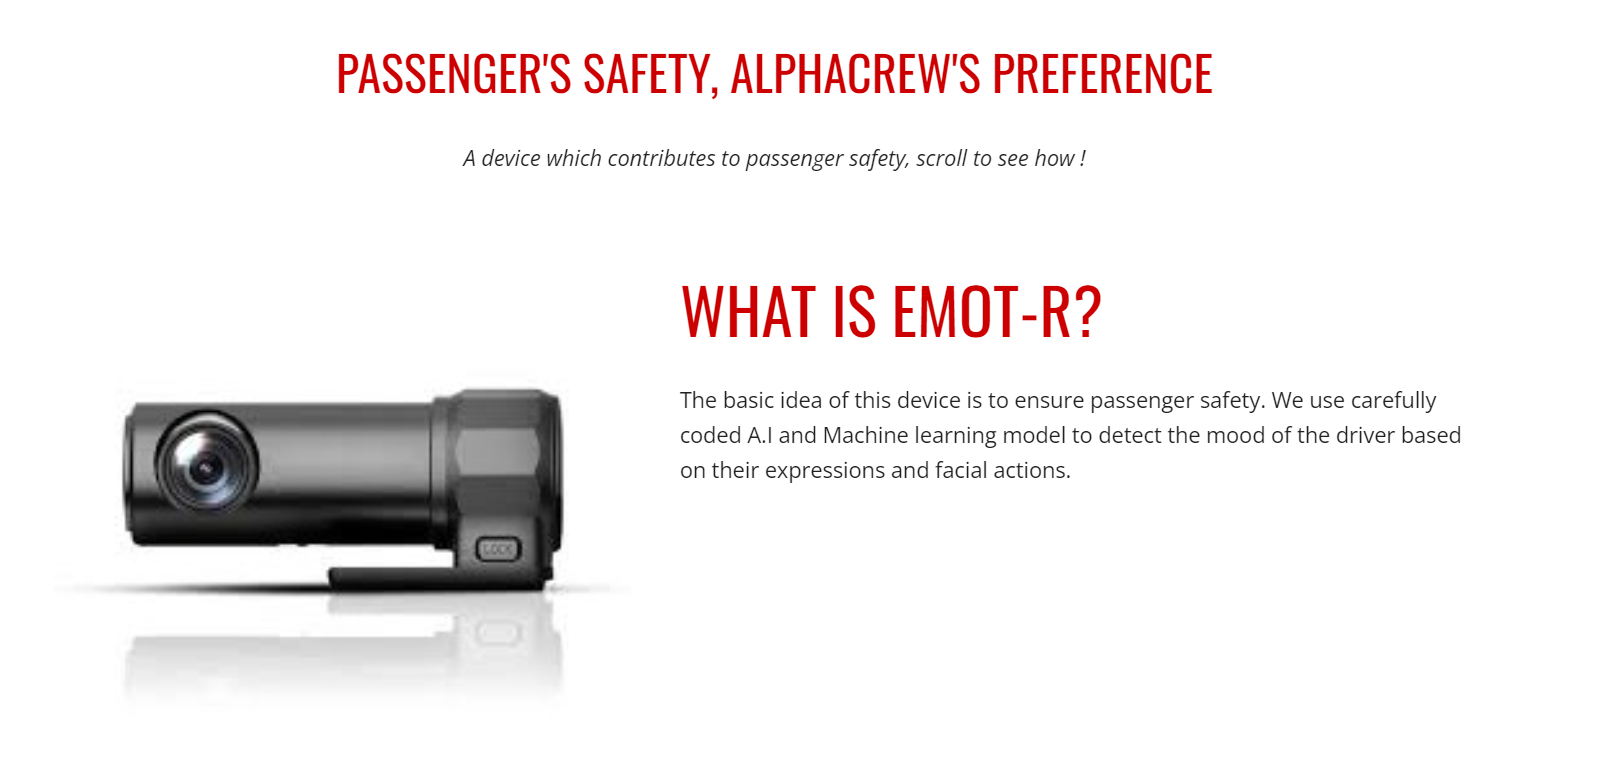 PASSENGER'S SAFETY, ALPHACREW'S PREFERENCE
A device which contributes to passenger safety, scroll to see how !
WHAT IS EMOT-R?
The basic idea of this device is to ensure passenger safety. We use carefully
coded A.I and Machine learning model to detect the mood of the driver based
on their expressions and facial actions.
LOCK